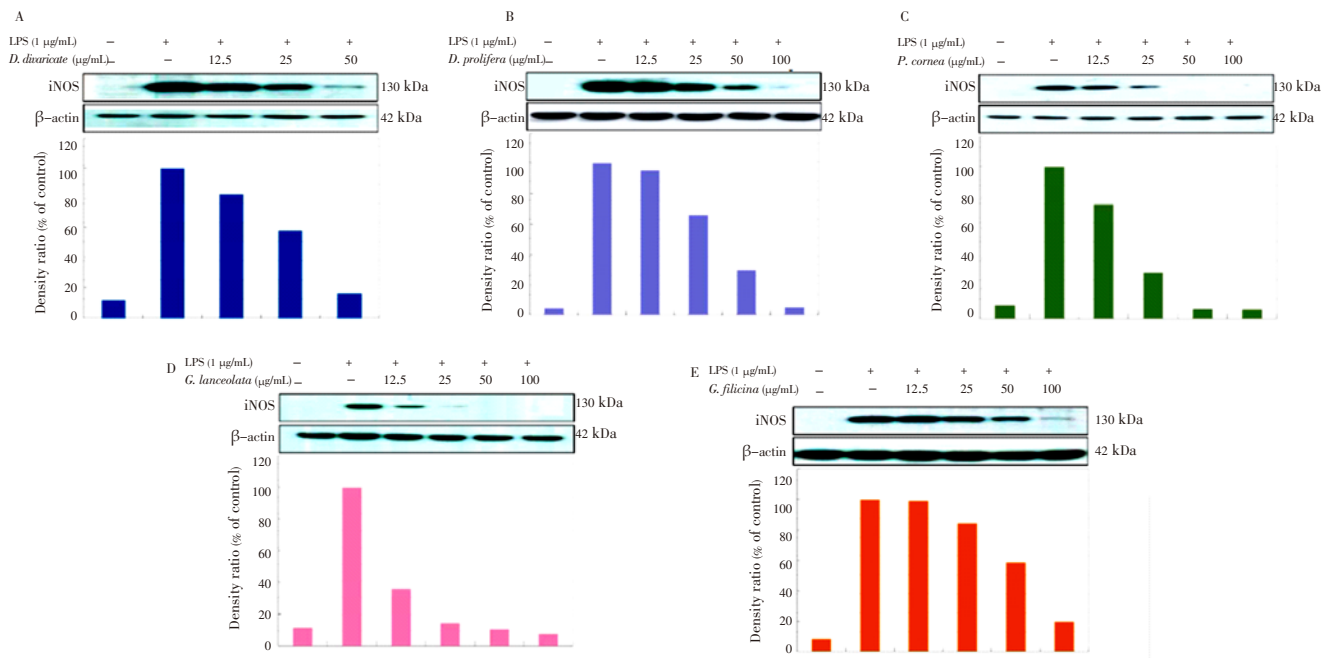 A
LPS (1 μg/mL) – + + + +
D. divaricate (μg/mL) – – 12.5 25 50
iNOS 130 kDa
β-actin 42 kDa
Density ratio (% of control)
120
100
80
60
40
20
0
B
LPS (1 μg/mL) – + + + + +
D. prolifera (μg/mL) – – 12.5 25 50 100
iNOS 130 kDa
β-actin 42 kDa
Density ratio (% of control)
120
100
80
60
40
20
0
C
LPS (1 μg/mL) – + + + + +
P. cornea (μg/mL) – – 12.5 25 50 100
iNOS 130 kDa
β-actin 42 kDa
Density ratio (% of control)
120
100
80
60
40
20
0
D
LPS (1 μg/mL) – + + + + +
G. lanceolata (μg/mL) – – 12.5 25 50 100
iNOS 130 kDa
β-actin 42 kDa
Density ratio (% of control)
120
100
80
60
40
20
0
E
LPS (1 μg/mL) – + + + + +
G. filicina (μg/mL) – – 12.5 25 50 100
iNOS 130 kDa
β-actin 42 kDa
Density ratio (% of control)
120
100
80
60
40
20
0